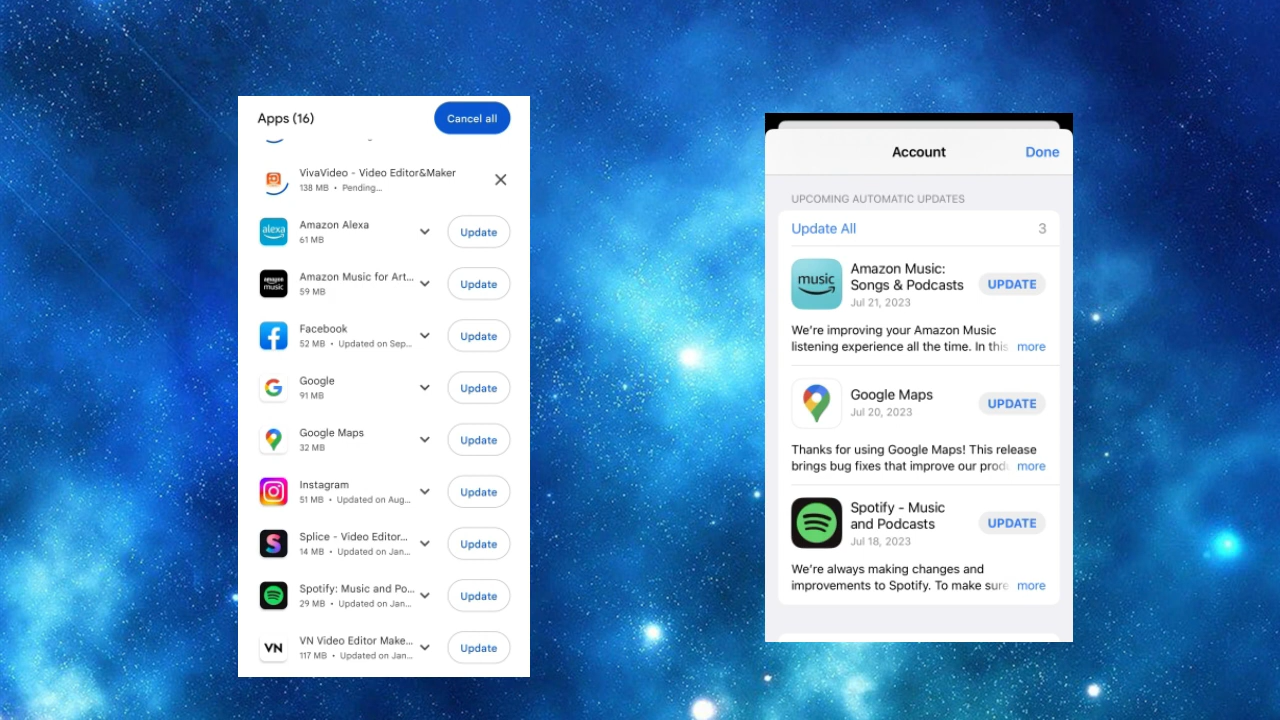 Apps (16)
Cancel all
VivaVideo - Video Editor&Maker
138 MB • Pending...
alexa
Amazon Alexa
61 MB
Update
amazon
music
Amazon Music for Art...
59 MB
Update
Facebook
52 MB • Updated on Sep...
Update
Google
91 MB
Update
Google Maps
32 MB
Update
Instagram
51 MB • Updated on Aug...
Update
Splice - Video Editor...
14 MB • Updated on Jan...
Update
Spotify: Music and Po...
29 MB • Updated on Jan...
Update
VN
VN Video Editor Make...
117 MB • Updated on Jan...
Update
Account
Done
UPCOMING AUTOMATIC UPDATES
Update All
3
music
Amazon Music:
Songs & Podcasts
Jul 21, 2023
UPDATE
We're improving your Amazon Music
listening experience all the time. In this more
Google Maps
Jul 20, 2023
UPDATE
Thanks for using Google Maps! This release
brings bug fixes that improve our prod more
Spotify - Music
and Podcasts
Jul 18, 2023
UPDATE
We're always making changes and
improvements to Spotify. To make sure more